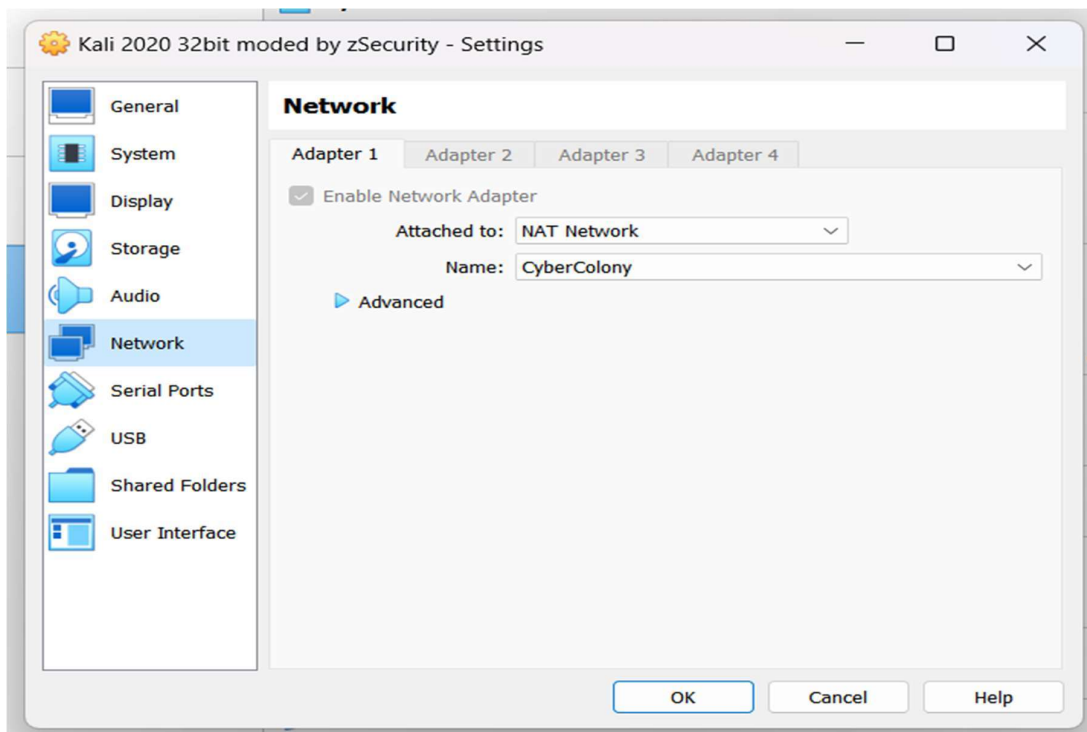 Kali 2020 32bit moded by zSecurity - Settings
General
System
Display
Storage
Audio
Network
Serial Ports
USB
Shared Folders
User Interface
Network
Adapter 1 Adapter 2 Adapter 3 Adapter 4
Enable Network Adapter
Attached to: NAT Network
Name: CyberColony
Advanced
OK Cancel Help